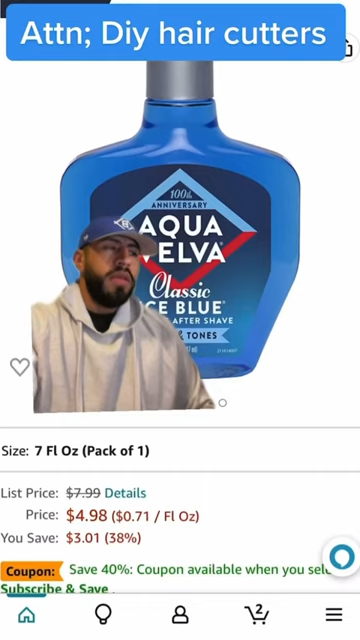 Attn; Diy hair cutters
100th
ANNIVERSARY
AQUA
VELVA®
Classic
ICE BLUE®
AFTER SHAVE
& TONES
Size: 7 Fl Oz (Pack of 1)
List Price: $7.99 Details
Price: $4.98 ($0.71 / Fl Oz)
You Save: $3.01 (38%)
Coupon: Save 40%: Coupon available when you sele
Subscribe & Save .
2